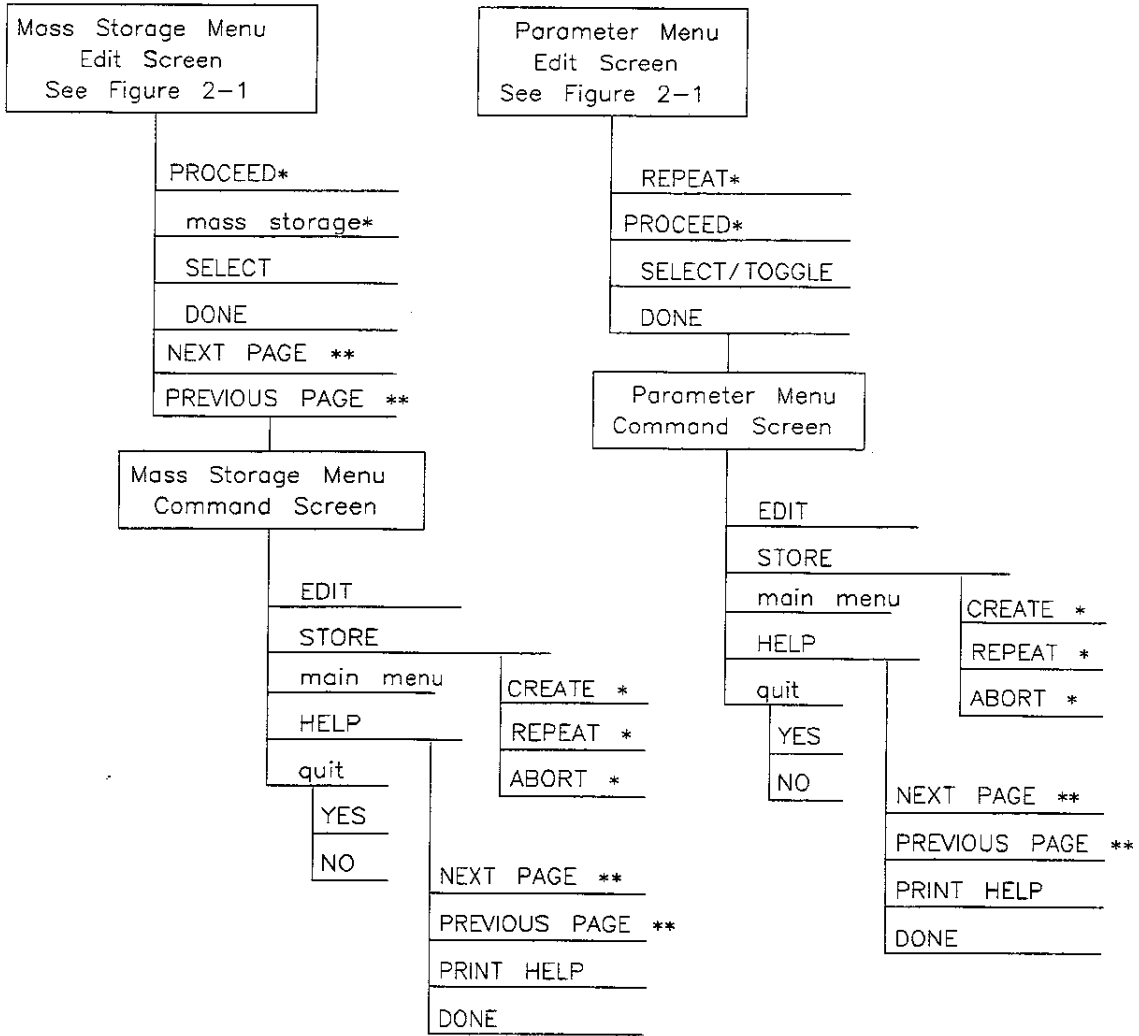 Mass Storage Menu
Edit Screen
See Figure 2-1
PROCEED*
mass storage*
SELECT
DONE
NEXT PAGE **
PREVIOUS PAGE **
Mass Storage Menu
Command Screen
EDIT
STORE
main menu
HELP
quit
YES
NO
CREATE *
REPEAT *
ABORT *
NEXT PAGE **
PREVIOUS PAGE **
PRINT HELP
DONE
Parameter Menu
Edit Screen
See Figure 2-1
REPEAT*
PROCEED*
SELECT/TOGGLE
DONE
Parameter Menu
Command Screen
EDIT
STORE
main menu
HELP
quit
YES
NO
CREATE *
REPEAT *
ABORT *
NEXT PAGE **
PREVIOUS PAGE **
PRINT HELP
DONE